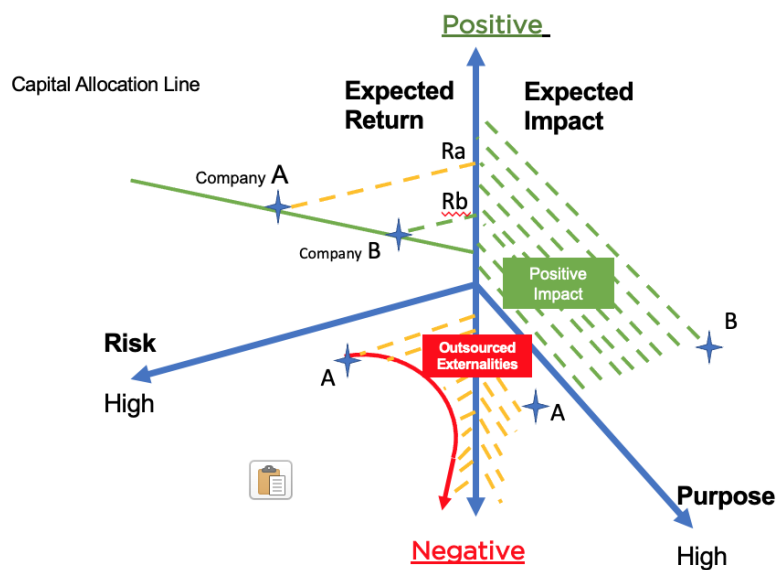 Positive
Capital Allocation Line
Expected
Return
Expected
Impact
Ra
Company A
Rb
Company B
Positive
Impact
B
Risk
High
Outsourced
Externalities
A
A
Purpose
High
Negative